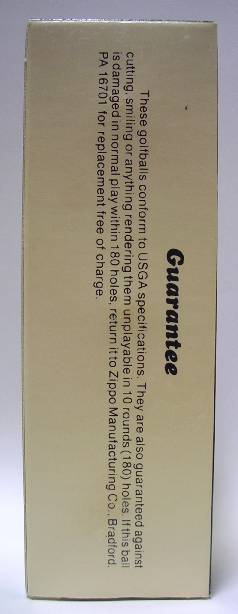 Guarantee
These golfballs conform to USGA specifications. They are also guaranteed against
cutting, smiling or anything rendering them unplayable in 10 rounds (180) holes. If this ball
is damaged in normal play within 180 holes, return it to Zippo Manufacturing Co., Bradford.
PA 16701 for replacement free of charge.